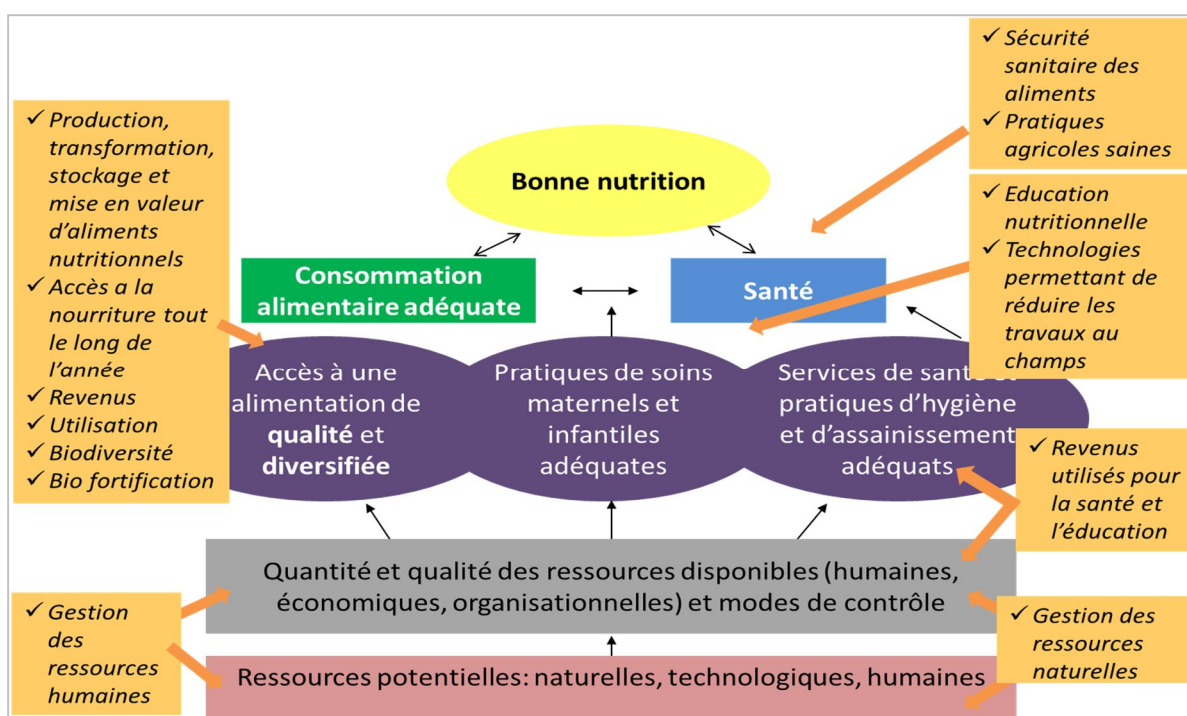 ✓ Production,
transformation,
stockage et
mise en valeur
d’aliments
nutritionnels
✓ Accès a la
nourriture tout
le long de
l’année
✓ Revenus
✓ Utilisation
✓ Biodiversité
✓ Bio fortification
✓ Sécurité
sanitaire des
aliments
✓ Pratiques
agricoles saines
✓ Education
nutritionnelle
✓ Technologies
permettant de
réduire les
travaux au
champs
Bonne nutrition
Consommation
alimentaire adéquate
Santé
Accès à une
alimentation de
qualité et
diversifiée
Pratiques de soins
maternels et
infantiles
adéquates
Services de santé et
pratiques d’hygiène
et d’assainissement
adéquats
✓ Revenus
utilisés pour
la santé et
l’éducation
Quantité et qualité des ressources disponibles (humaines,
économiques, organisationnelles) et modes de contrôle
✓ Gestion
des
ressources
humaines
✓ Gestion des
ressources
naturelles
Ressources potentielles: naturelles, technologiques, humaines